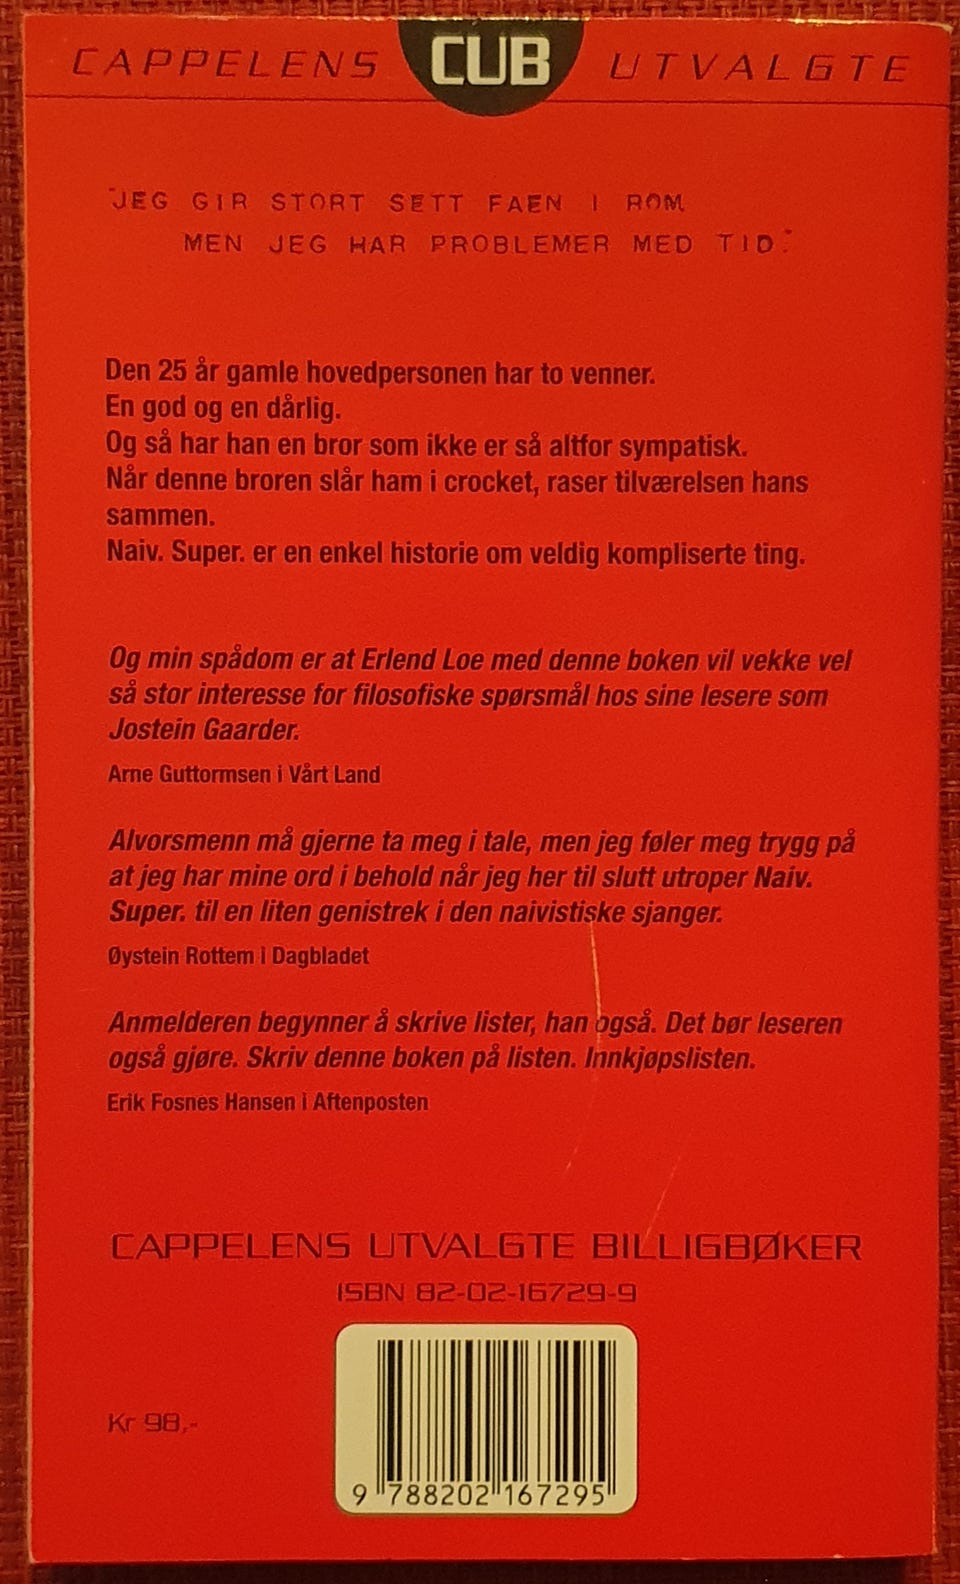 CAPPELENS CUB UTVALGTE
"JEG GIR STORT SETT FAEN I ROM
MEN JEG HAR PROBLEMER MED TID."
Den 25 år gamle hovedpersonen har to venner.
En god og en dårlig.
Og så har han en bror som ikke er så altfor sympatisk.
Når denne broren slår ham i crocket, raser tilværelsen hans
sammen.
Naiv. Super. er en enkel historie om veldig kompliserte ting.
Og min spådom er at Erlend Loe med denne boken vil vekke vel
så stor interesse for filosofiske spørsmål hos sine lesere som
Jostein Gaarder.
Arne Guttormsen i Vårt Land
Alvorsmenn må gjerne ta meg i tale, men jeg føler meg trygg på
at jeg har mine ord i behold når jeg her til slutt utroper Naiv.
Super. til en liten genistrek i den naivistiske sjanger.
Øystein Rottem i Dagbladet
Anmelderen begynner å skrive lister, han også. Det bør leseren
også gjøre. Skriv denne boken på listen. Innkjøpslisten.
Erik Fosnes Hansen i Aftenposten
CAPPELENS UTVALGTE BILLIGBØKER
ISBN 82-02-16729-9
Kr 98,-
9 788202 167295